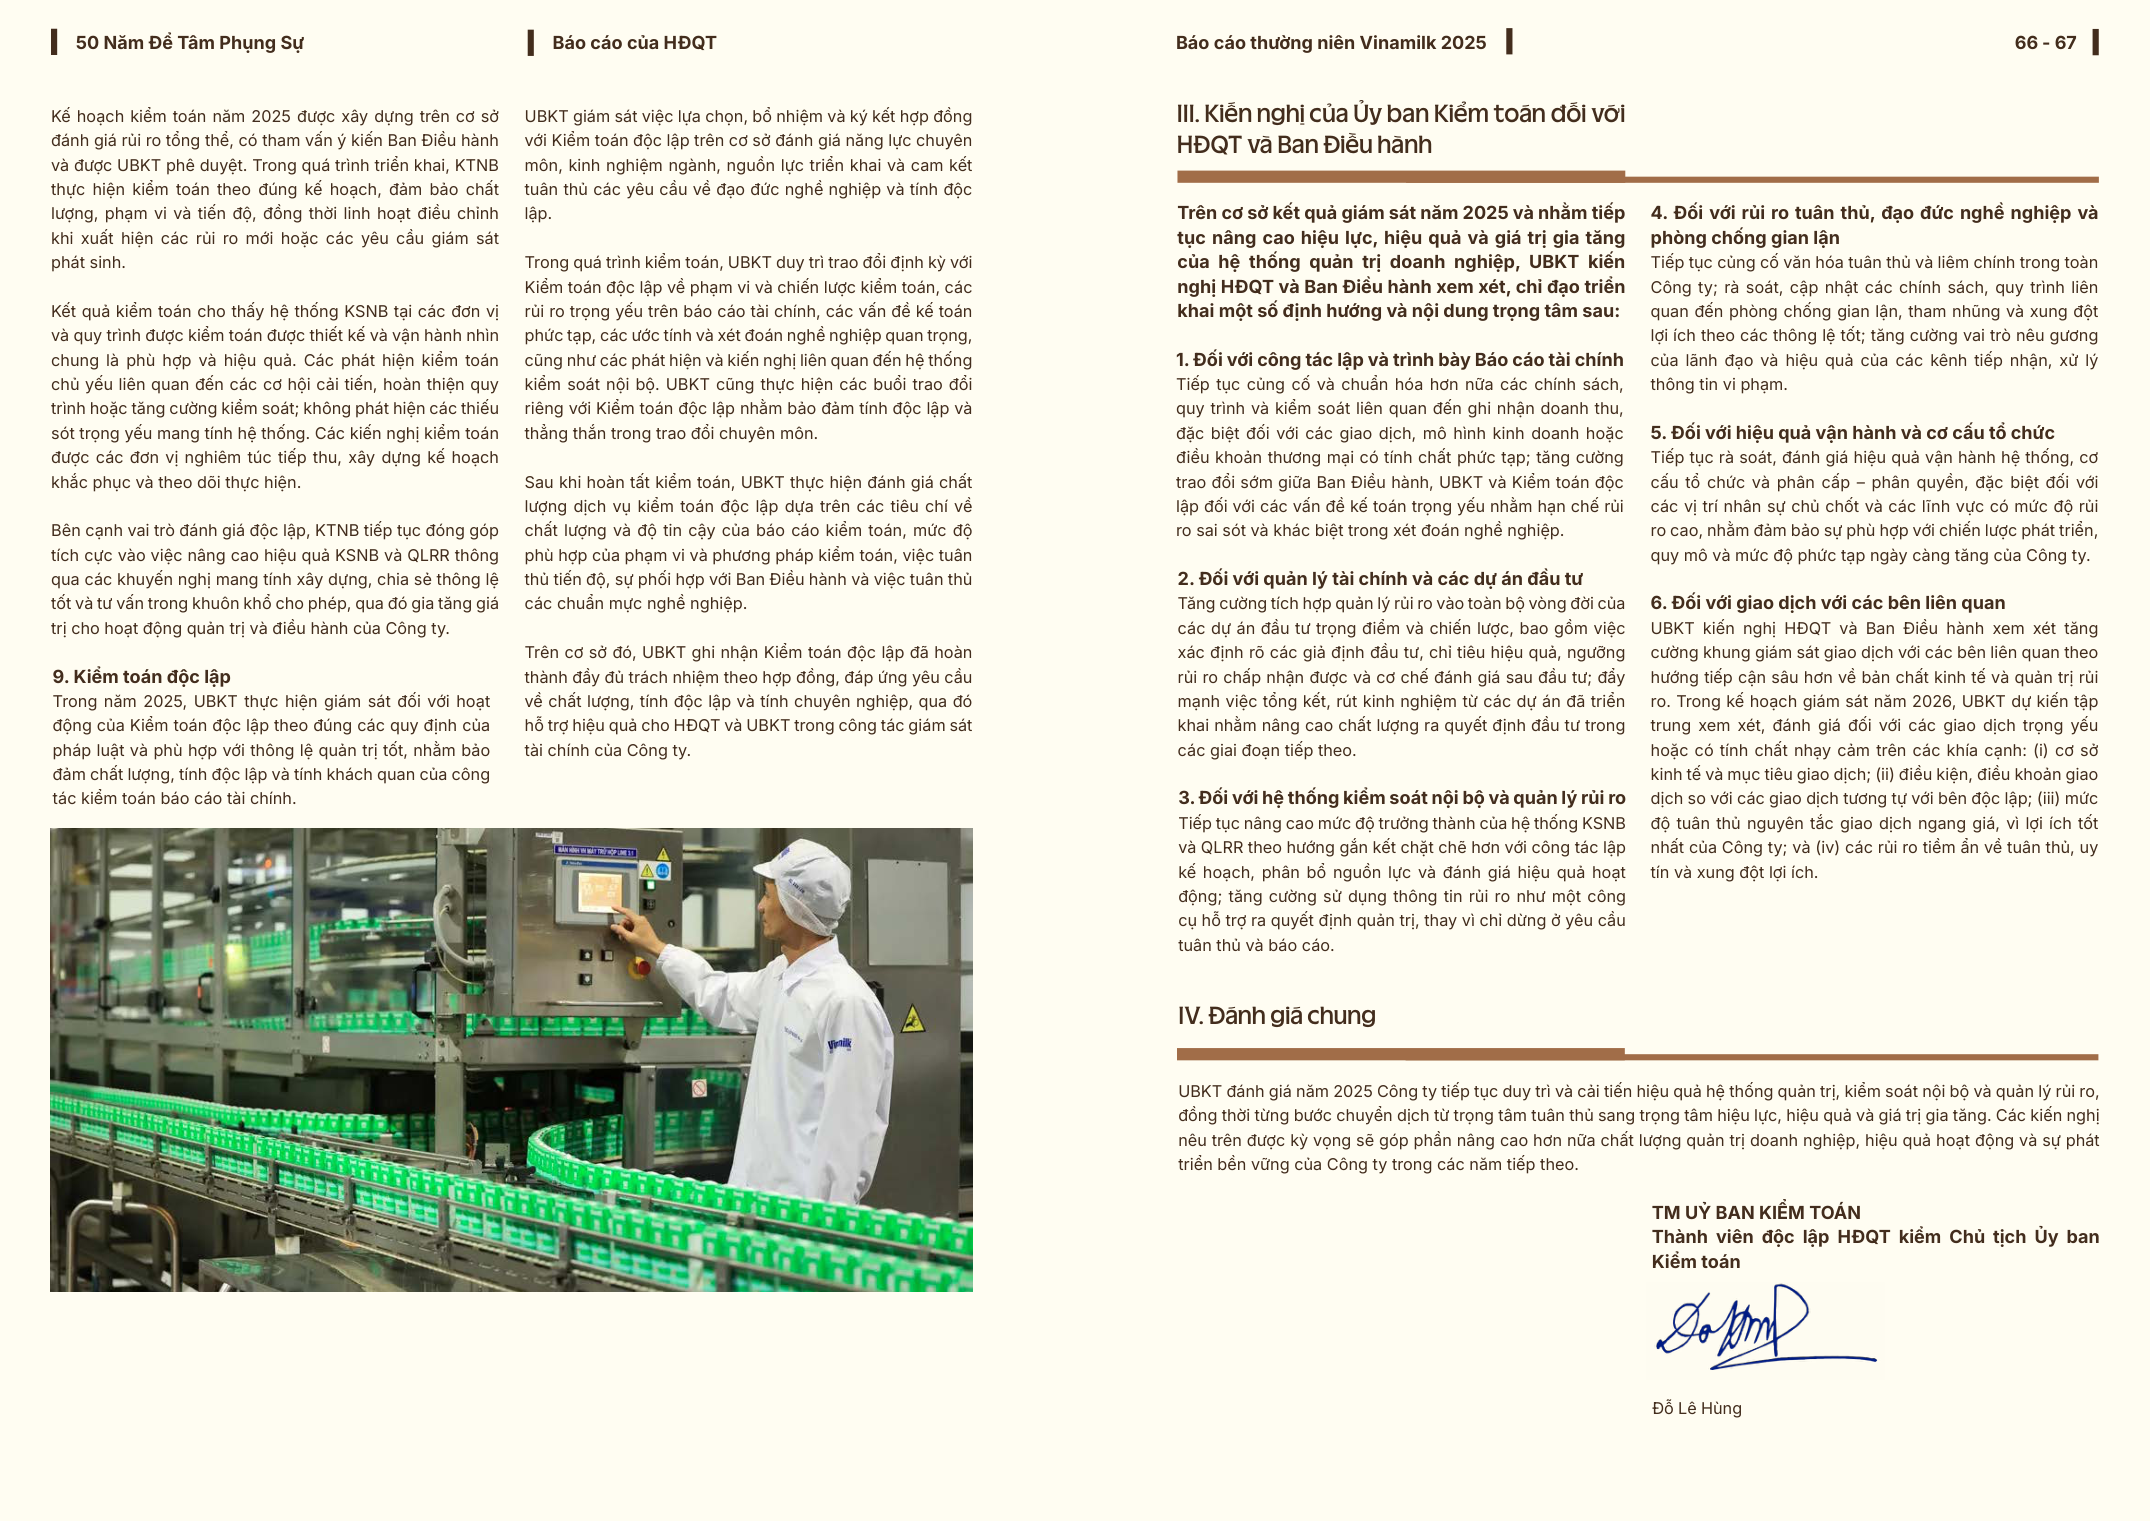 50 Năm Để Tâm Phụng Sự
Báo cáo của HĐQT
Báo cáo thường niên Vinamilk 2025
66 - 67
Kế hoạch kiểm toán năm 2025 được xây dựng trên cơ sở
đánh giá rủi ro tổng thể, có tham vấn ý kiến Ban Điều hành
và được UBKT phê duyệt. Trong quá trình triển khai, KTNB
thực hiện kiểm toán theo đúng kế hoạch, đảm bảo chất
lượng, phạm vi và tiến độ, đồng thời linh hoạt điều chỉnh
khi xuất hiện các rủi ro mới hoặc các yêu cầu giám sát
phát sinh.
Kết quả kiểm toán cho thấy hệ thống KSNB tại các đơn vị
và quy trình được kiểm toán được thiết kế và vận hành nhìn
chung là phù hợp và hiệu quả. Các phát hiện kiểm toán
chủ yếu liên quan đến các cơ hội cải tiến, hoàn thiện quy
trình hoặc tăng cường kiểm soát; không phát hiện các thiếu
sót trọng yếu mang tính hệ thống. Các kiến nghị kiểm toán
được các đơn vị nghiêm túc tiếp thu, xây dựng kế hoạch
khắc phục và theo dõi thực hiện.
Bên cạnh vai trò đánh giá độc lập, KTNB tiếp tục đóng góp
tích cực vào việc nâng cao hiệu quả KSNB và QLRR thông
qua các khuyến nghị mang tính xây dựng, chia sẻ thông lệ
tốt và tư vấn trong khuôn khổ cho phép, qua đó gia tăng giá
trị cho hoạt động quản trị và điều hành của Công ty.
9. Kiểm toán độc lập
Trong năm 2025, UBKT thực hiện giám sát đối với hoạt
động của Kiểm toán độc lập theo đúng các quy định của
pháp luật và phù hợp với thông lệ quản trị tốt, nhằm bảo
đảm chất lượng, tính độc lập và tính khách quan của công
tác kiểm toán báo cáo tài chính.
UBKT giám sát việc lựa chọn, bổ nhiệm và ký kết hợp đồng
với Kiểm toán độc lập trên cơ sở đánh giá năng lực chuyên
môn, kinh nghiệm ngành, nguồn lực triển khai và cam kết
tuân thủ các yêu cầu về đạo đức nghề nghiệp và tính độc
lập.
Trong quá trình kiểm toán, UBKT duy trì trao đổi định kỳ với
Kiểm toán độc lập về phạm vi và chiến lược kiểm toán, các
rủi ro trọng yếu trên báo cáo tài chính, các vấn đề kế toán
phức tạp, các ước tính và xét đoán nghề nghiệp quan trọng,
cũng như các phát hiện và kiến nghị liên quan đến hệ thống
kiểm soát nội bộ. UBKT cũng thực hiện các buổi trao đổi
riêng với Kiểm toán độc lập nhằm bảo đảm tính độc lập và
thẳng thắn trong trao đổi chuyên môn.
Sau khi hoàn tất kiểm toán, UBKT thực hiện đánh giá chất
lượng dịch vụ kiểm toán độc lập dựa trên các tiêu chí về
chất lượng và độ tin cậy của báo cáo kiểm toán, mức độ
phù hợp của phạm vi và phương pháp kiểm toán, việc tuân
thủ tiến độ, sự phối hợp với Ban Điều hành và việc tuân thủ
các chuẩn mực nghề nghiệp.
Trên cơ sở đó, UBKT ghi nhận Kiểm toán độc lập đã hoàn
thành đầy đủ trách nhiệm theo hợp đồng, đáp ứng yêu cầu
về chất lượng, tính độc lập và tính chuyên nghiệp, qua đó
hỗ trợ hiệu quả cho HĐQT và UBKT trong công tác giám sát
tài chính của Công ty.
MÀN HÌNH VN MÁY TRỮ HỘP LINE
Vinamilk
III. Kiến nghị của Ủy ban Kiểm toán đối với
HĐQT và Ban Điều hành
Trên cơ sở kết quả giám sát năm 2025 và nhằm tiếp
tục nâng cao hiệu lực, hiệu quả và giá trị gia tăng
của hệ thống quản trị doanh nghiệp, UBKT kiến
nghị HĐQT và Ban Điều hành xem xét, chỉ đạo triển
khai một số định hướng và nội dung trọng tâm sau:
1. Đối với công tác lập và trình bày Báo cáo tài chính
Tiếp tục củng cố và chuẩn hóa hơn nữa các chính sách,
quy trình và kiểm soát liên quan đến ghi nhận doanh thu,
đặc biệt đối với các giao dịch, mô hình kinh doanh hoặc
điều khoản thương mại có tính chất phức tạp; tăng cường
trao đổi sớm giữa Ban Điều hành, UBKT và Kiểm toán độc
lập đối với các vấn đề kế toán trọng yếu nhằm hạn chế rủi
ro sai sót và khác biệt trong xét đoán nghề nghiệp.
2. Đối với quản lý tài chính và các dự án đầu tư
Tăng cường tích hợp quản lý rủi ro vào toàn bộ vòng đời của
các dự án đầu tư trọng điểm và chiến lược, bao gồm việc
xác định rõ các giả định đầu tư, chỉ tiêu hiệu quả, ngưỡng
rủi ro chấp nhận được và cơ chế đánh giá sau đầu tư; đẩy
mạnh việc tổng kết, rút kinh nghiệm từ các dự án đã triển
khai nhằm nâng cao chất lượng ra quyết định đầu tư trong
các giai đoạn tiếp theo.
3. Đối với hệ thống kiểm soát nội bộ và quản lý rủi ro
Tiếp tục nâng cao mức độ trưởng thành của hệ thống KSNB
và QLRR theo hướng gắn kết chặt chẽ hơn với công tác lập
kế hoạch, phân bổ nguồn lực và đánh giá hiệu quả hoạt
động; tăng cường sử dụng thông tin rủi ro như một công
cụ hỗ trợ ra quyết định quản trị, thay vì chỉ dừng ở yêu cầu
tuân thủ và báo cáo.
4. Đối với rủi ro tuân thủ, đạo đức nghề nghiệp và
phòng chống gian lận
Tiếp tục củng cố văn hóa tuân thủ và liêm chính trong toàn
Công ty; rà soát, cập nhật các chính sách, quy trình liên
quan đến phòng chống gian lận, tham nhũng và xung đột
lợi ích theo các thông lệ tốt; tăng cường vai trò nêu gương
của lãnh đạo và hiệu quả của các kênh tiếp nhận, xử lý
thông tin vi phạm.
5. Đối với hiệu quả vận hành và cơ cấu tổ chức
Tiếp tục rà soát, đánh giá hiệu quả vận hành hệ thống, cơ
cấu tổ chức và phân cấp – phân quyền, đặc biệt đối với
các vị trí nhân sự chủ chốt và các lĩnh vực có mức độ rủi
ro cao, nhằm đảm bảo sự phù hợp với chiến lược phát triển,
quy mô và mức độ phức tạp ngày càng tăng của Công ty.
6. Đối với giao dịch với các bên liên quan
UBKT kiến nghị HĐQT và Ban Điều hành xem xét tăng
cường khung giám sát giao dịch với các bên liên quan theo
hướng tiếp cận sâu hơn về bản chất kinh tế và quản trị rủi
ro. Trong kế hoạch giám sát năm 2026, UBKT dự kiến tập
trung xem xét, đánh giá đối với các giao dịch trọng yếu
hoặc có tính chất nhạy cảm trên các khía cạnh: (i) cơ sở
kinh tế và mục tiêu giao dịch; (ii) điều kiện, điều khoản giao
dịch so với các giao dịch tương tự với bên độc lập; (iii) mức
độ tuân thủ nguyên tắc giao dịch ngang giá, vì lợi ích tốt
nhất của Công ty; và (iv) các rủi ro tiềm ẩn về tuân thủ, uy
tín và xung đột lợi ích.
IV. Đánh giá chung
UBKT đánh giá năm 2025 Công ty tiếp tục duy trì và cải tiến hiệu quả hệ thống quản trị, kiểm soát nội bộ và quản lý rủi ro,
đồng thời từng bước chuyển dịch từ trọng tâm tuân thủ sang trọng tâm hiệu lực, hiệu quả và giá trị gia tăng. Các kiến nghị
nêu trên được kỳ vọng sẽ góp phần nâng cao hơn nữa chất lượng quản trị doanh nghiệp, hiệu quả hoạt động và sự phát
triển bền vững của Công ty trong các năm tiếp theo.
TM UỶ BAN KIỂM TOÁN
Thành viên độc lập HĐQT kiểm Chủ tịch Ủy ban
Kiểm toán
Đỗ Lê Hùng